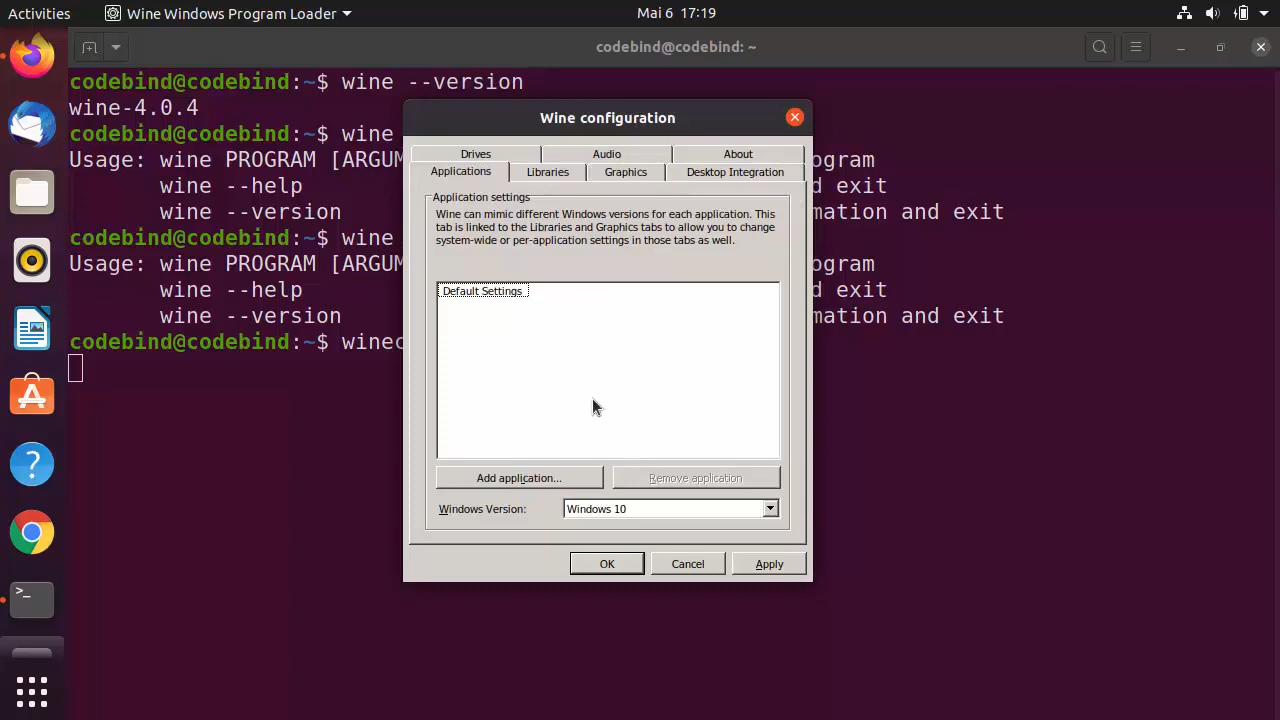 Activities
Wine Windows Program Loader
Mai 6 17:19
codebind@codebind: ~
codebind@codebind:~$ wine --version
wine-4.0.4
codebind@codebind:~$ wine
Usage: wine PROGRAM [ARGUM
ogram
wine --help
d exit
wine --version
mation and exit
codebind@codebind:~$ wine
Usage: wine PROGRAM [ARGUM
ogram
wine --help
d exit
wine --version
mation and exit
codebind@codebind:~$ winec
>_
Wine configuration
Drives
Audio
About
Applications
Libraries
Graphics
Desktop Integration
Application settings
Wine can mimic different Windows versions for each application. This
tab is linked to the Libraries and Graphics tabs to allow you to change
system-wide or per-application settings in those tabs as well.
Default Settings
Add application...
Remove application
Windows Version:
Windows 10
OK
Cancel
Apply